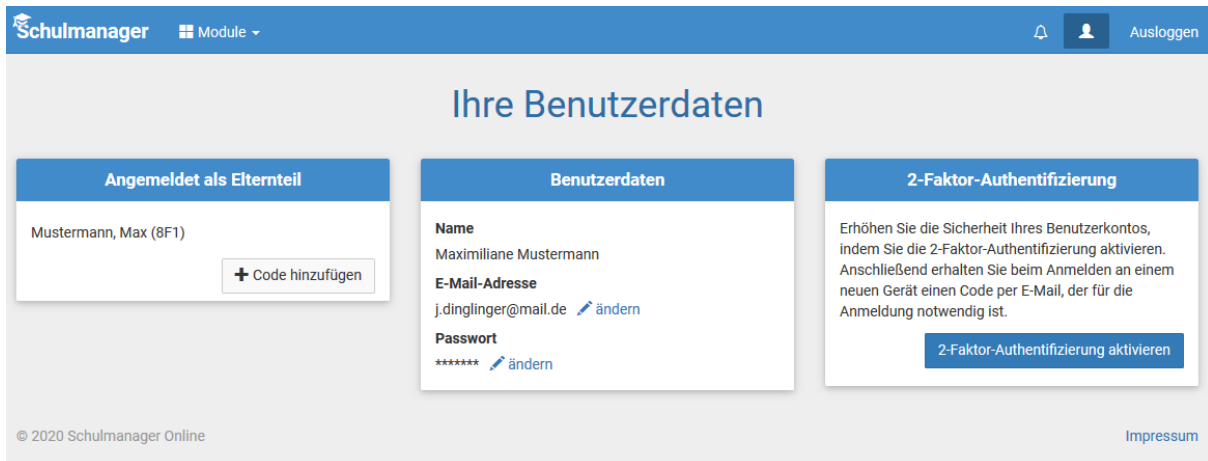 Schulmanager
Module
Ausloggen
Ihre Benutzerdaten
Angemeldet als Elternteil
Mustermann, Max (8F1)
Code hinzufügen
Benutzerdaten
Name
Maximiliane Mustermann
E-Mail-Adresse
j.dinglinger@mail.de ändern
Passwort
******* ändern
2-Faktor-Authentifizierung
Erhöhen Sie die Sicherheit Ihres Benutzerkontos,
indem Sie die 2-Faktor-Authentifizierung aktivieren.
Anschließend erhalten Sie beim Anmelden an einem
neuen Gerät einen Code per E-Mail, der für die
Anmeldung notwendig ist.
2-Faktor-Authentifizierung aktivieren
© 2020 Schulmanager Online
Impressum